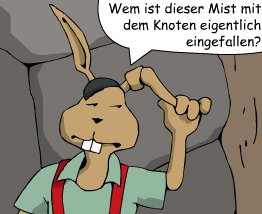 Wem ist dieser Mist mit
dem Knoten eigentlich
eingefallen?